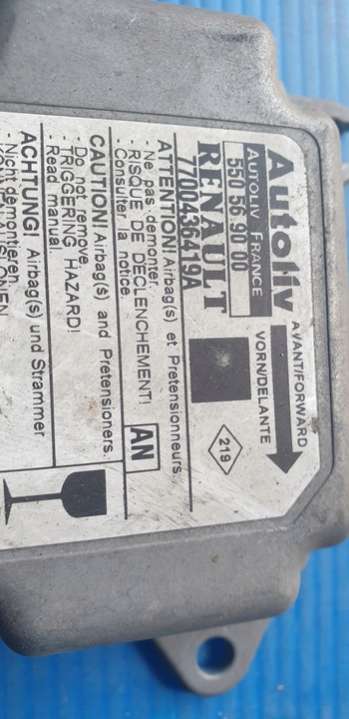 Autoliv
AUTOLIV FRANCE
550 56 90 00
RENAULT
7700436419A
AVANT/FORWARD
VORN/DELANTE
219
ATTENTION! Airbag(s) et Pretensionneurs
- Ne pas demonter.
- RISQUE DE DECLENCHEMENT!
- Consulter la notice.
AN
CAUTION! Airbag(s) and Pretensioners.
- Do not remove.
- TRIGGERING HAZARD!
- Read manual.
ACHTUNG! Airbag(s) und Strammer
- Nicht demontieren.